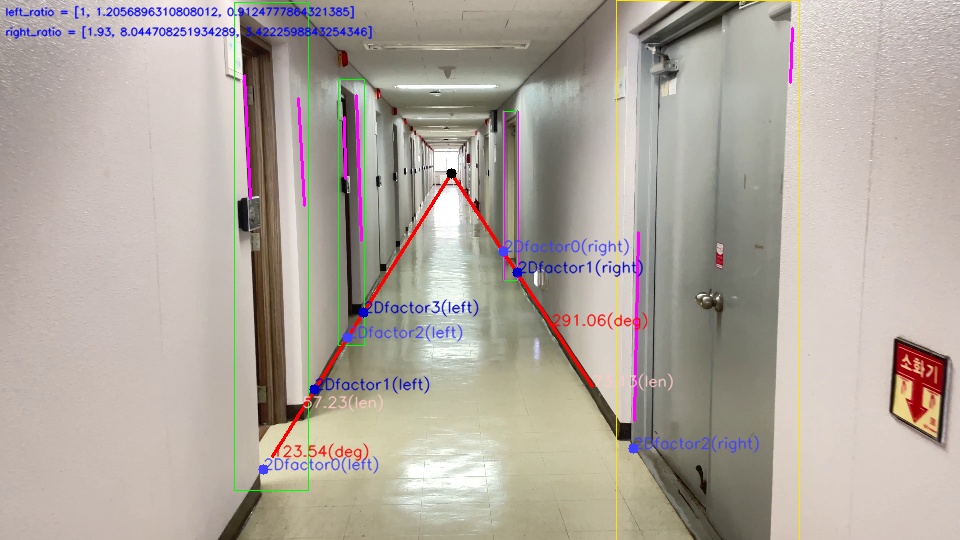 left_ratio = [1, 1.2056896310808012, 0.9124777864321385]
right_ratio = [1.93, 8.044708251934289, 3.4222598843254346]
2Dfactor0(right)
2Dfactor1(right)
2Dfactor3(left)
291.06(deg)
2Dfactor2(left)
소화기
2Dfactor1(left)
57.23(len)
2Dfactor2(right)
123.54(deg)
2Dfactor0(left)